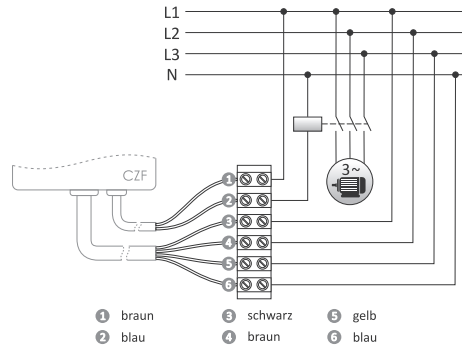 L1
L2
L3
N
3~
CZF
1
2
3
4
5
6
1 braun
3 schwarz
5 gelb
2 blau
4 braun
6 blau